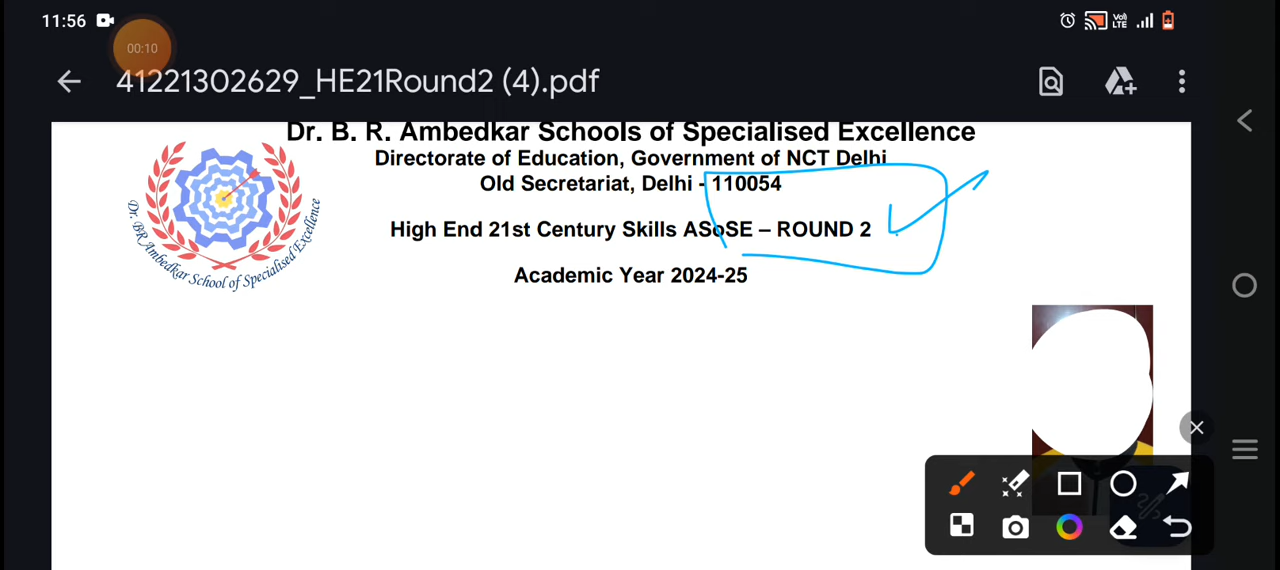 11:56
Vo)
LTE
00:10
41221302629_HE21Round2 (4).pdf
Dr. B. R. Ambedkar Schools of Specialised Excellence
Directorate of Education, Government of NCT Delhi
Old Secretariat, Delhi - 110054
High End 21st Century Skills ASoSE – ROUND 2
Academic Year 2024-25
Dr. BR Ambedkar School of Specialised Excellence